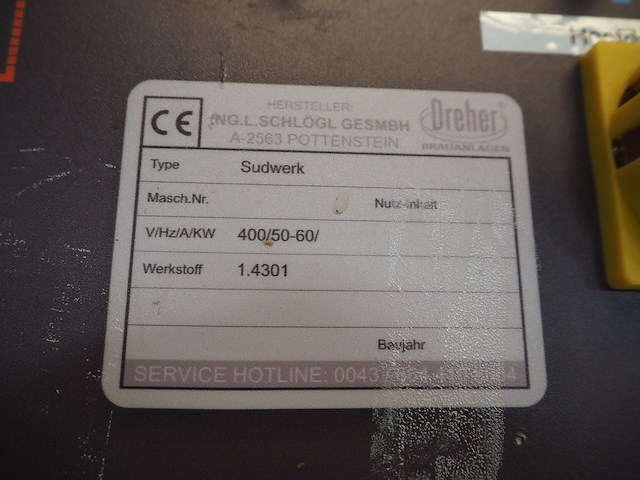 CE
HERSTELLER:
ING.L.SCHLÖGL GESMBH
A-2563 POTTENSTEIN
Dreher®
BRAUANLAGEN
Type Sudwerk
Masch.Nr. Nutz-Inhalt
V/Hz/A/KW 400/50-60/
Werkstoff 1.4301
Baujahr
SERVICE HOTLINE: 0043